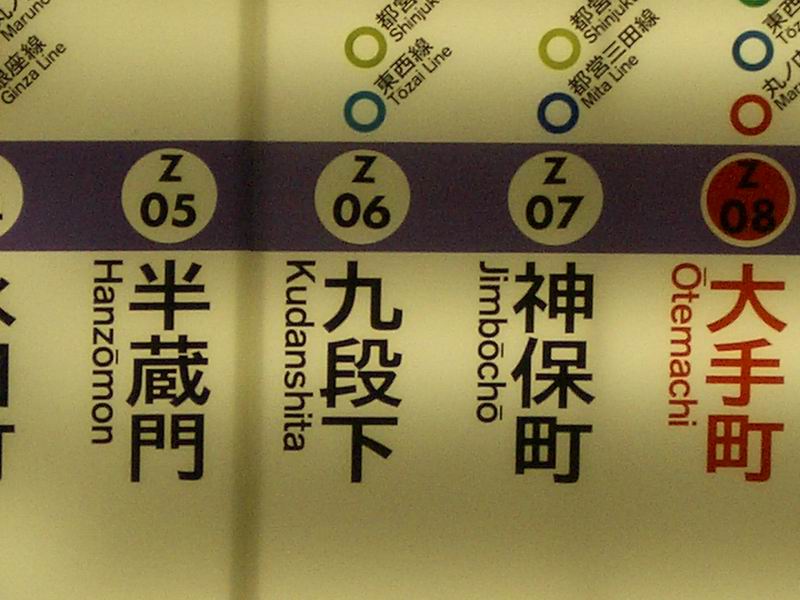 銀座線
Ginza Line
都営
Shinjuku
東西線
Tōzai Line
都営
Shinjuku
都営三田線
Mita Line
東西
丸ノ内
Z
05
Z
06
Z
07
Z
08
半蔵門
Hanzōmon
九段下
Kudanshita
神保町
Jimbōchō
大手町
Ōtemachi